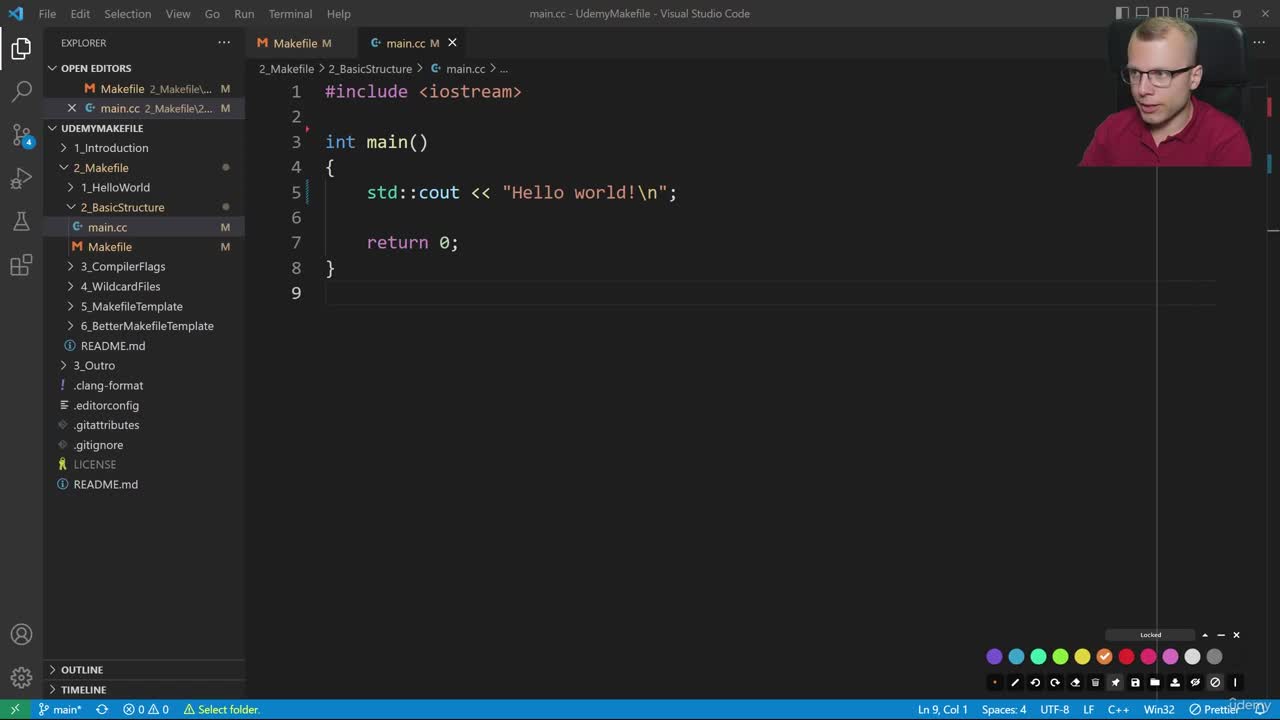 File Edit Selection View Go Run Terminal Help
main.cc - UdemyMakefile - Visual Studio Code
EXPLORER
Makefile M
main.cc M
OPEN EDITORS
Makefile 2_Makefile\... M
main.cc 2_Makefile\2... M
UDEMYMAKEFILE
1_Introduction
2_Makefile
1_HelloWorld
2_BasicStructure
main.cc M
Makefile M
3_CompilerFlags
4_WildcardFiles
5_MakefileTemplate
6_BetterMakefileTemplate
README.md
3_Outro
.clang-format
.editorconfig
.gitattributes
.gitignore
LICENSE
README.md
OUTLINE
TIMELINE
4
2_Makefile > 2_BasicStructure > main.cc > ...
1 #include <iostream>
2
3 int main()
4 {
5 std::cout << "Hello world!\n";
6
7 return 0;
8 }
9
Locked
main* 0 0 Select folder.
Ln 9, Col 1 Spaces: 4 UTF-8 LF C++ Win32 Prettier
udemy